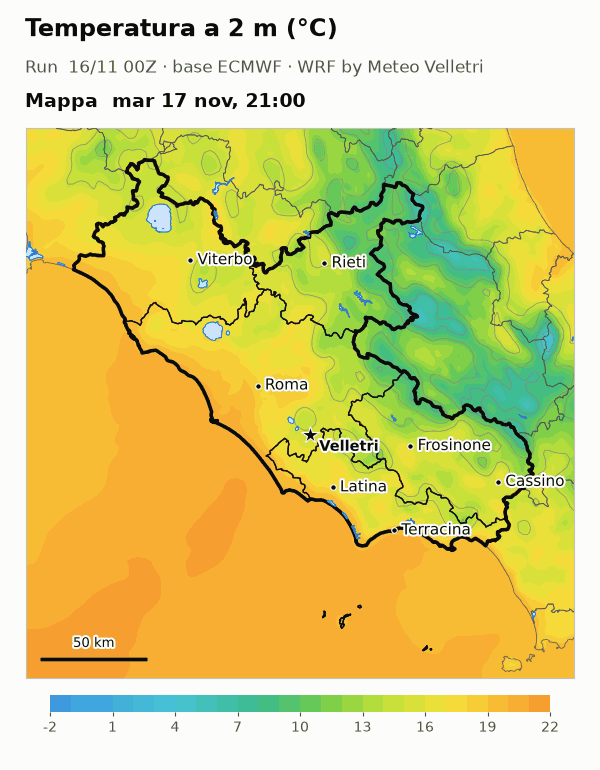 Temperatura a 2 m (°C)
Run 16/11 00Z · base ECMWF · WRF by Meteo Velletri
Mappa mar 17 nov, 21:00
Viterbo
Rieti
Roma
Velletri
Frosinone
Cassino
Latina
Terracina
50 km
-2 1 4 7 10 13 16 19 22